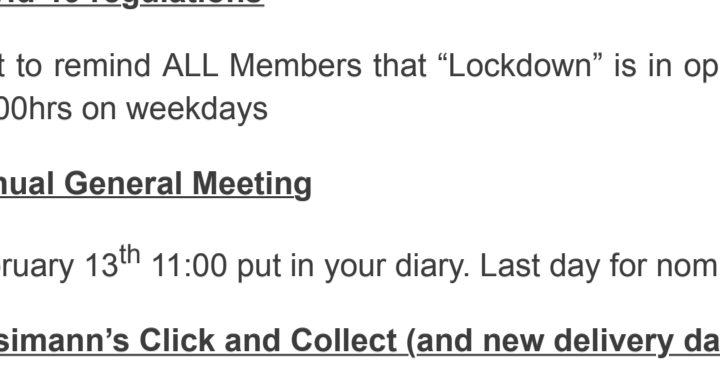 t to remind ALL Members that “Lockdown” is in op
00hrs on weekdays
nual General Meeting
ruary 13th 11:00 put in your diary. Last day for nom
simann’s Click and Collect (and new delivery da